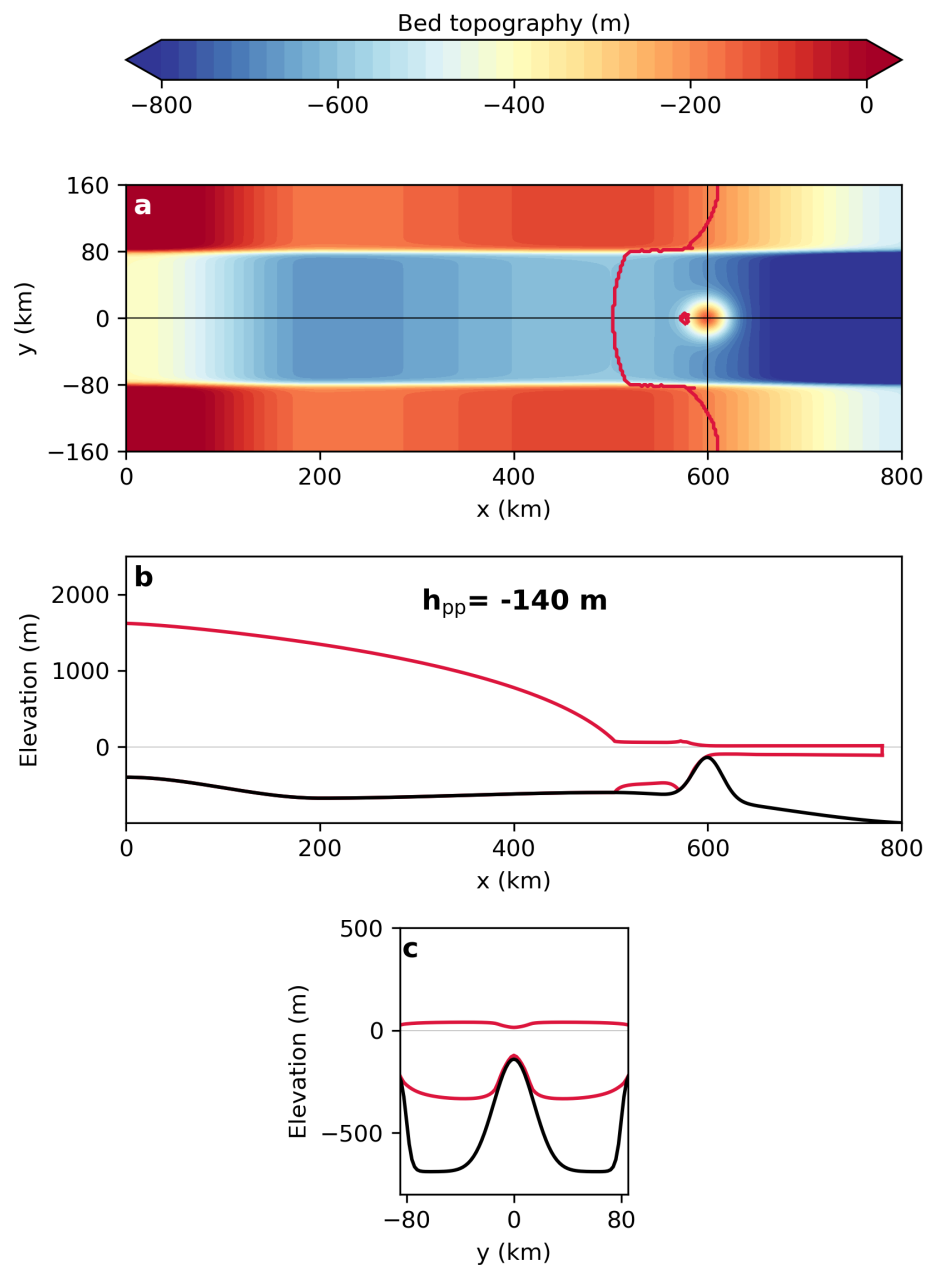 Bed topography (m)
−800 −600 −400 −200 0
160
80
0
−80
−160
y (km)
a
0 200 400 600 800
x (km)
b
h_pp= -140 m
2000
1000
0
Elevation (m)
0 200 400 600 800
x (km)
c
500
0
−500
Elevation (m)
−80 0 80
y (km)